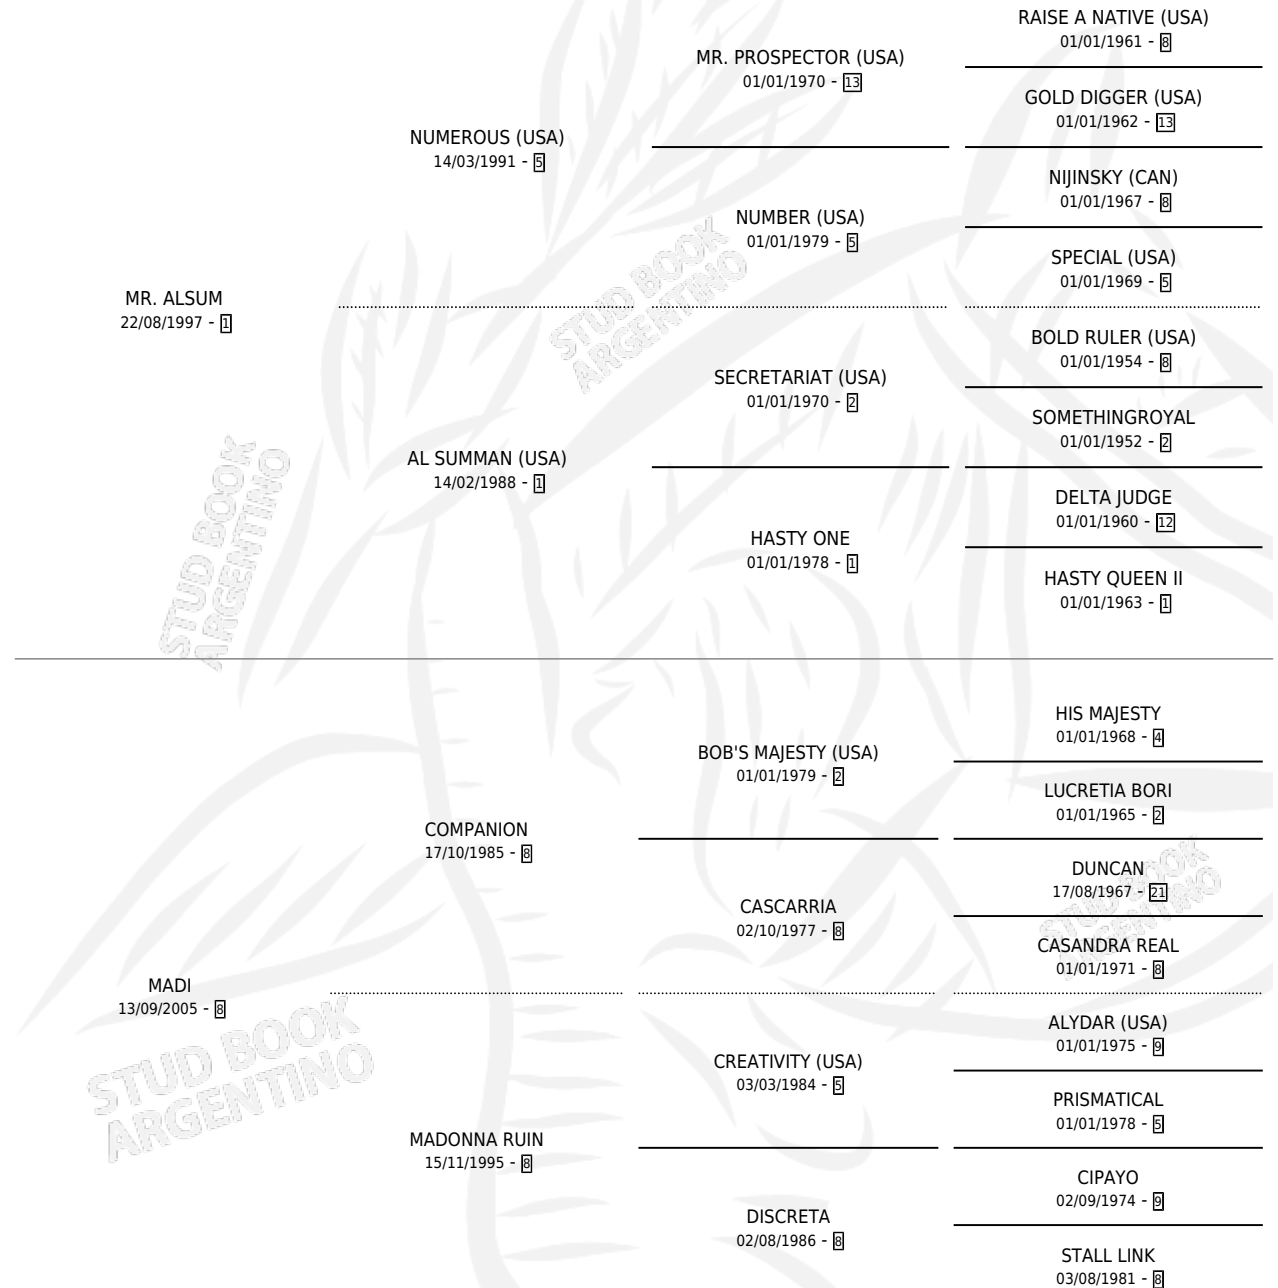 RAISE A NATIVE (USA)
01/01/1961 - 8
MR. PROSPECTOR (USA)
01/01/1970 - 13
GOLD DIGGER (USA)
01/01/1962 - 13
NUMEROUS (USA)
14/03/1991 - 5
NIJINSKY (CAN)
01/01/1967 - 8
NUMBER (USA)
01/01/1979 - 5
SPECIAL (USA)
01/01/1969 - 5
MR. ALSUM
22/08/1997 - 1
STUD BOOK
ARGENTINO
BOLD RULER (USA)
01/01/1954 - 8
SECRETARIAT (USA)
01/01/1970 - 2
SOMETHINGROYAL
01/01/1952 - 2
AL SUMMAN (USA)
14/02/1988 - 1
DELTA JUDGE
01/01/1960 - 12
HASTY ONE
01/01/1978 - 1
HASTY QUEEN II
01/01/1963 - 1
STUD BOOK
ARGENTINO
HIS MAJESTY
01/01/1968 - 4
BOB'S MAJESTY (USA)
01/01/1979 - 2
LUCRETIA BORI
01/01/1965 - 2
COMPANION
17/10/1985 - 8
DUNCAN
17/08/1967 - 21
CASCARRIA
02/10/1977 - 8
STUD BOOK
ARGENTINO
CASANDRA REAL
01/01/1971 - 8
MADI
13/09/2005 - 8
STUD BOOK
ARGENTINO
ALYDAR (USA)
01/01/1975 - 9
CREATIVITY (USA)
03/03/1984 - 5
PRISMATICAL
01/01/1978 - 5
MADONNA RUIN
15/11/1995 - 8
CIPAYO
02/09/1974 - 9
DISCRETA
02/08/1986 - 8
STALL LINK
03/08/1981 - 8